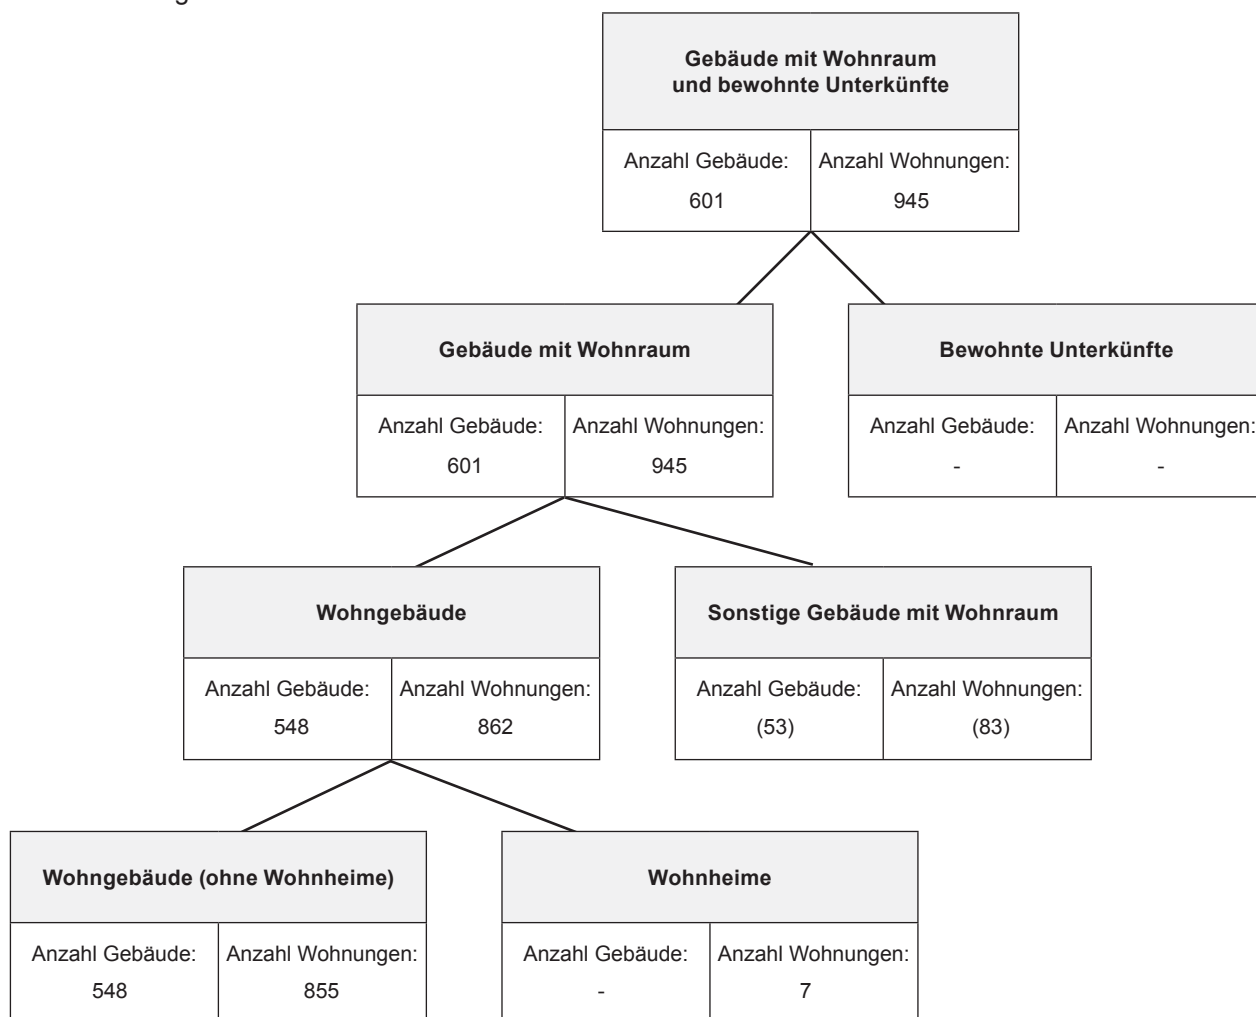 Gebäude mit Wohnraum
und bewohnte Unterkünfte
Anzahl Gebäude:
601
Anzahl Wohnungen:
945
Gebäude mit Wohnraum
Anzahl Gebäude:
601
Anzahl Wohnungen:
945
Bewohnte Unterkünfte
Anzahl Gebäude:
-
Anzahl Wohnungen:
-
Wohngebäude
Anzahl Gebäude:
548
Anzahl Wohnungen:
862
Sonstige Gebäude mit Wohnraum
Anzahl Gebäude:
(53)
Anzahl Wohnungen:
(83)
Wohngebäude (ohne Wohnheime)
Anzahl Gebäude:
548
Anzahl Wohnungen:
855
Wohnheime
Anzahl Gebäude:
-
Anzahl Wohnungen:
7